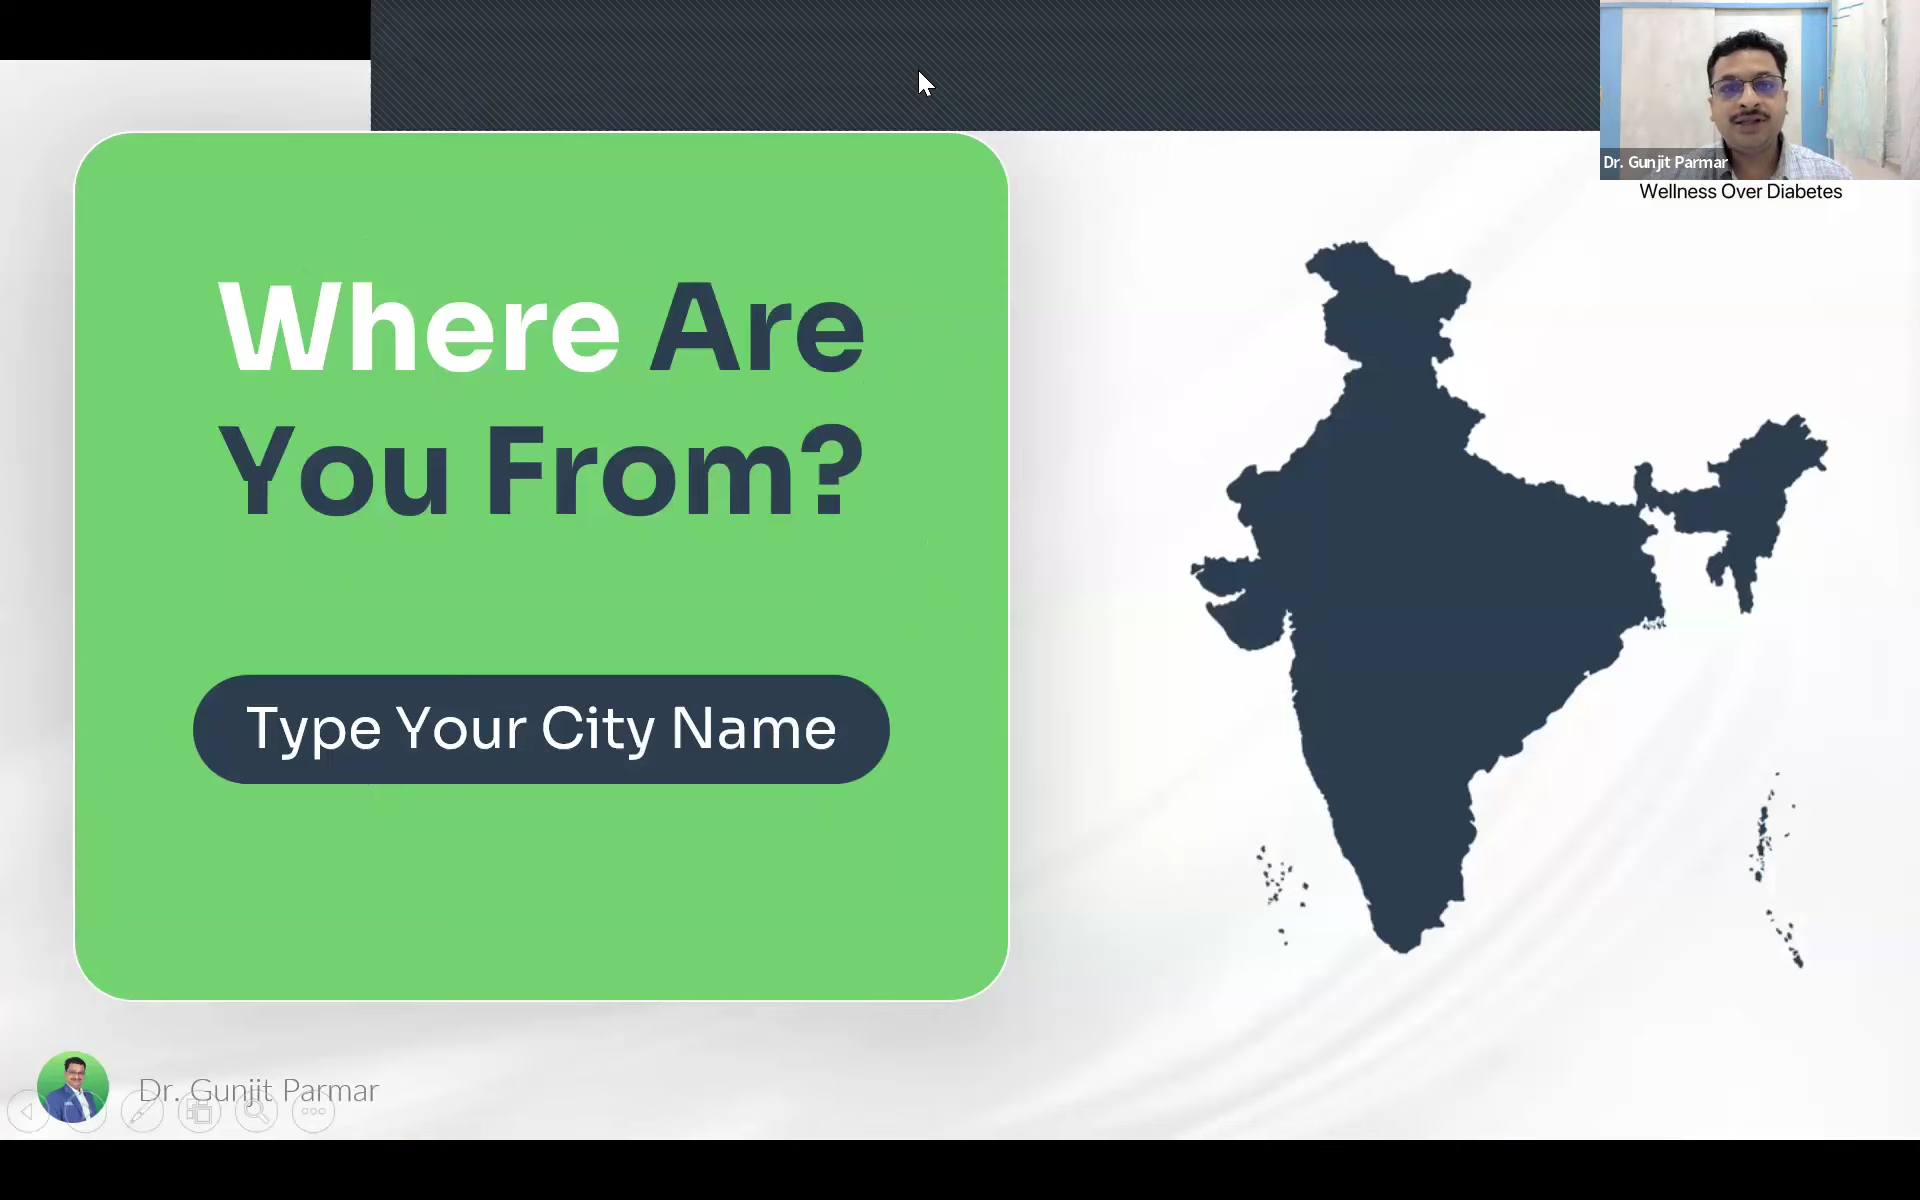 Dr. Gunjit Parmar
Wellness Over Diabetes
Where Are
You From?
Type Your City Name
Dr. Gunjit Parmar